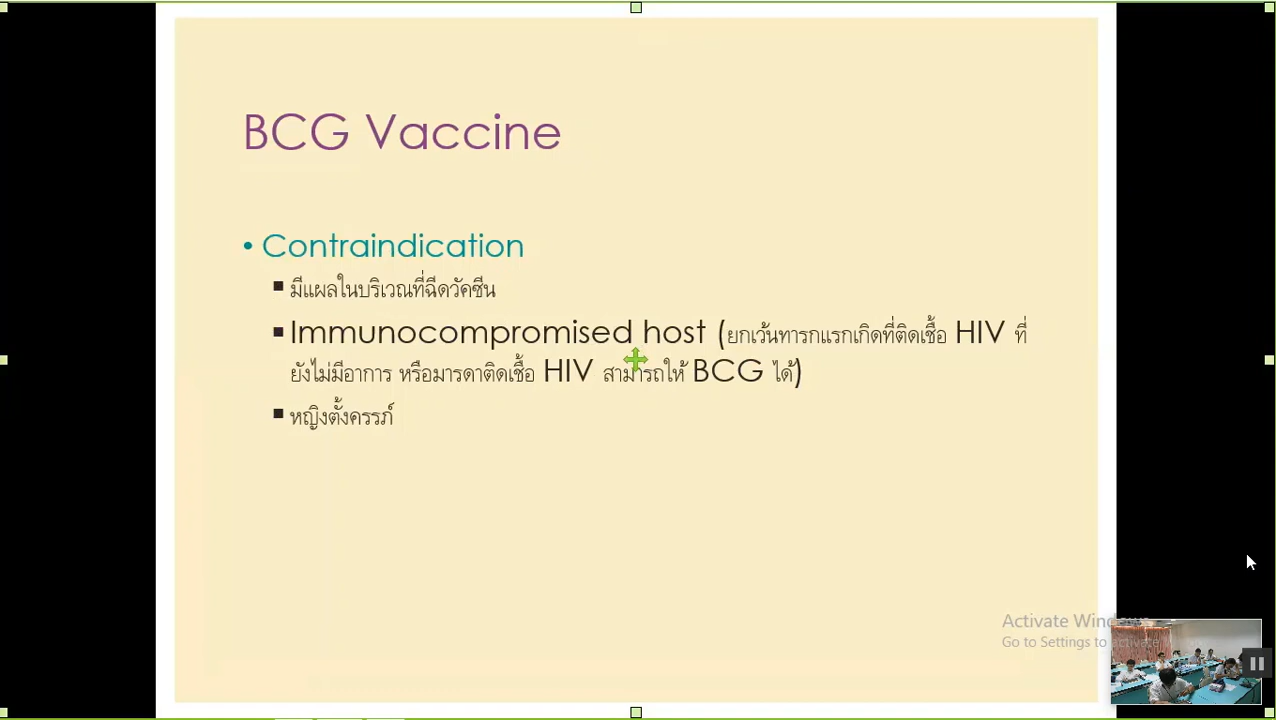 BCG Vaccine
• Contraindication
▪ มีแผลในบริเวณที่ฉีดวัคซีน
▪ Immunocompromised host (ยกเว้นทารกแรกเกิดที่ติดเชื้อ HIV ที่
ยังไม่มีอาการ หรือมารดาติดเชื้อ HIV สามารถให้ BCG ได้)
▪ หญิงตั้งครรภ์
Activate Windows
Go to Settings to activate